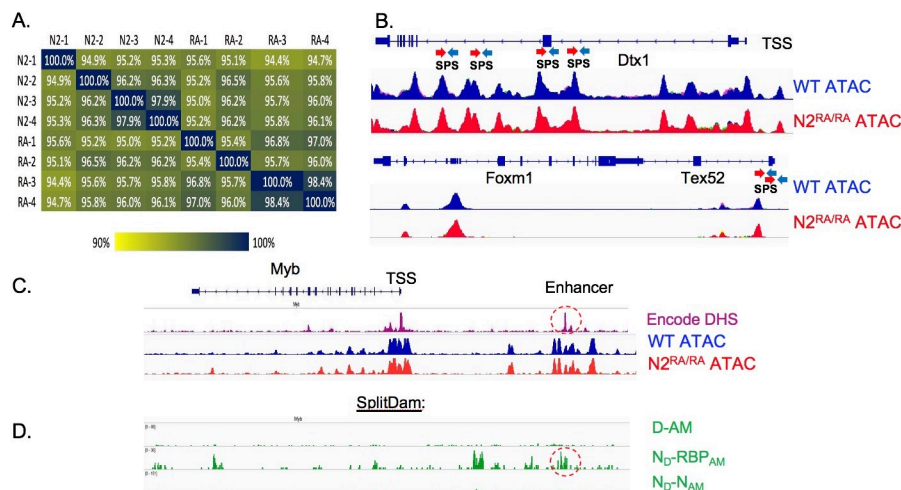 A.
N2-1 N2-2 N2-3 N2-4 RA-1 RA-2 RA-3 RA-4
N2-1 100.0% 94.9% 95.2% 95.3% 95.6% 95.1% 94.4% 94.7%
N2-2 94.9% 100.0% 96.2% 96.3% 95.2% 96.5% 95.6% 95.8%
N2-3 95.2% 96.2% 100.0% 97.9% 95.0% 96.2% 95.7% 96.0%
N2-4 95.3% 96.3% 97.9% 100.0% 95.2% 96.2% 95.8% 96.1%
RA-1 95.6% 95.2% 95.0% 95.2% 100.0% 95.4% 96.8% 97.0%
RA-2 95.1% 96.5% 96.2% 96.2% 95.4% 100.0% 95.7% 96.0%
RA-3 94.4% 95.6% 95.7% 95.8% 96.8% 95.7% 100.0% 98.4%
RA-4 94.7% 95.8% 96.0% 96.1% 97.0% 96.0% 98.4% 100.0%
90% 100%
B.
TSS
SPS SPS SPS SPS
Dtx1
WT ATAC
N2RA/RA ATAC
Foxm1 Tex52
SPS
WT ATAC
N2RA/RA ATAC
C.
Myb
TSS
Enhancer
Encode DHS
WT ATAC
N2RA/RA ATAC
SplitDam:
D.
Myb
D-AM
ND-RBPAM
ND-NAM